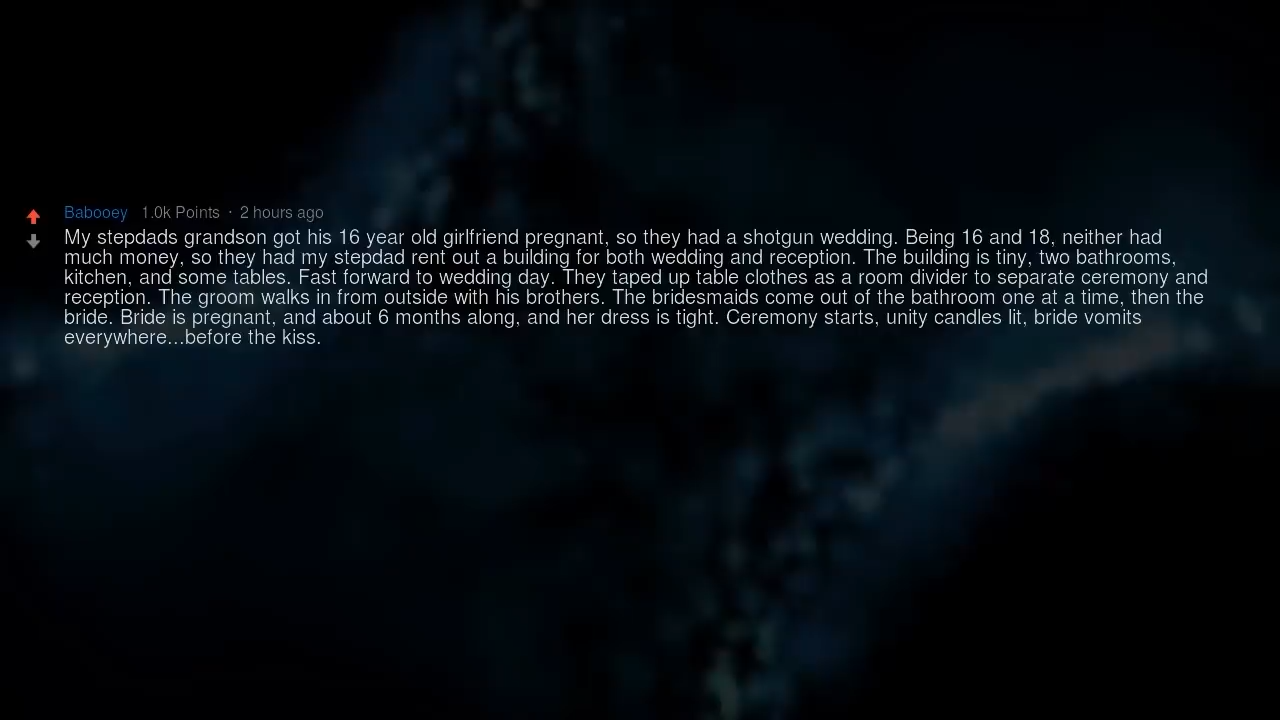 Babooey 1.0k Points · 2 hours ago
My stepdads grandson got his 16 year old girlfriend pregnant, so they had a shotgun wedding. Being 16 and 18, neither had
much money, so they had my stepdad rent out a building for both wedding and reception. The building is tiny, two bathrooms,
kitchen, and some tables. Fast forward to wedding day. They taped up table clothes as a room divider to separate ceremony and
reception. The groom walks in from outside with his brothers. The bridesmaids come out of the bathroom one at a time, then the
bride. Bride is pregnant, and about 6 months along, and her dress is tight. Ceremony starts, unity candles lit, bride vomits
everywhere...before the kiss.